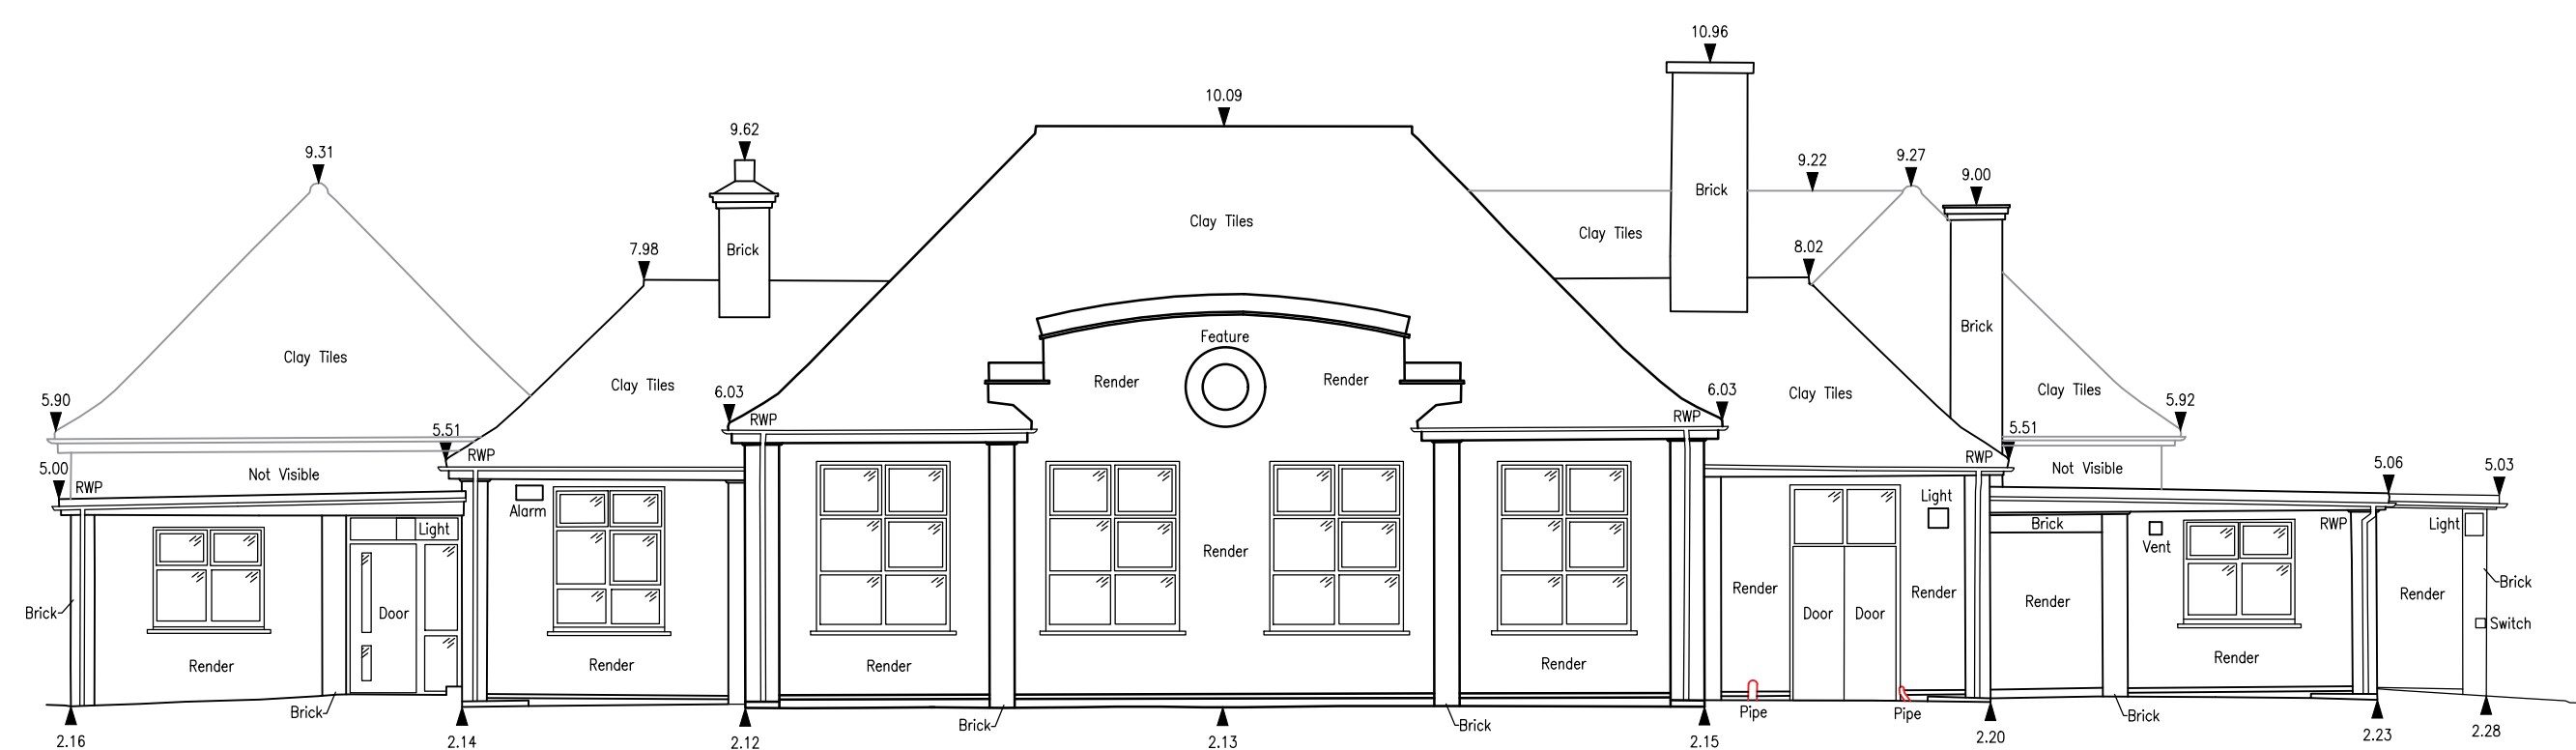 10.96
10.09
9.62
9.31
9.22
9.27
9.00
Brick
Clay Tiles
Clay Tiles
7.98
Brick
8.02
Brick
Feature
Clay Tiles
Clay Tiles
Render
Render
Clay Tiles
Clay Tiles
5.90
6.03
RWP
RWP
6.03
5.92
5.51
RWP
RWP
5.51
5.00
RWP
Not Visible
Not Visible
5.06
5.03
Alarm
Light
Light
Brick
RWP
Light
Vent
Render
Door
Brick
Render
Door
Door
Render
Render
Render
Brick
Switch
Render
Render
Render
Render
Render
Brick
Brick
Brick
Pipe
Pipe
Brick
2.16
2.14
2.12
2.13
2.15
2.20
2.23
2.28